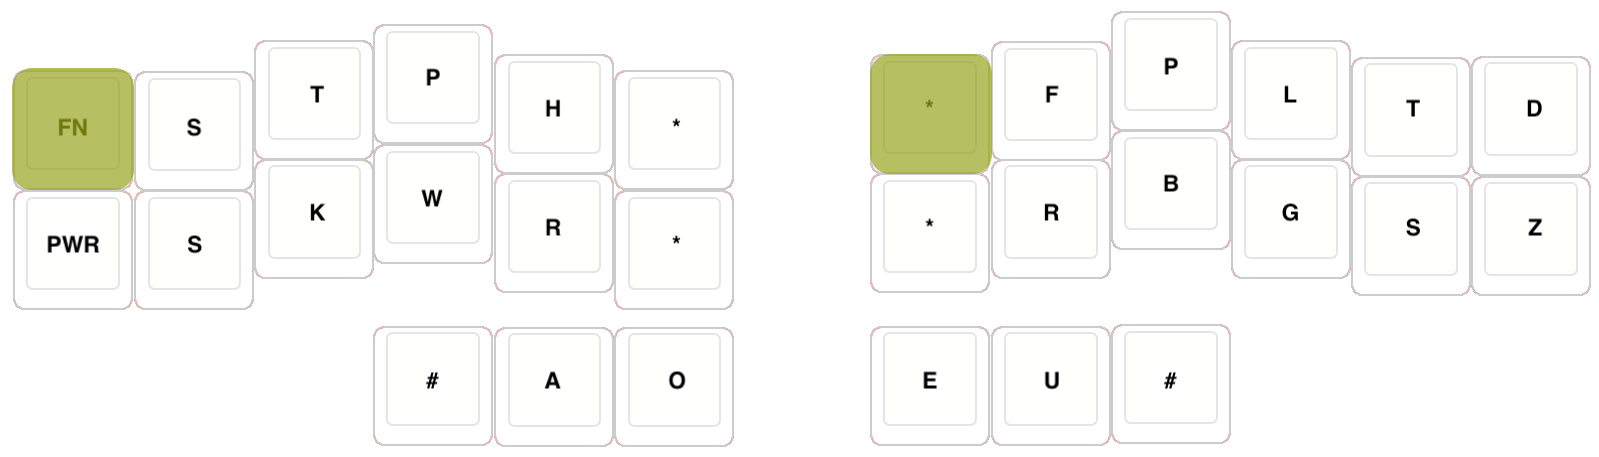 FN S T P H * * F P L T D
PWR S K W R * * R B G S Z
# A O E U #